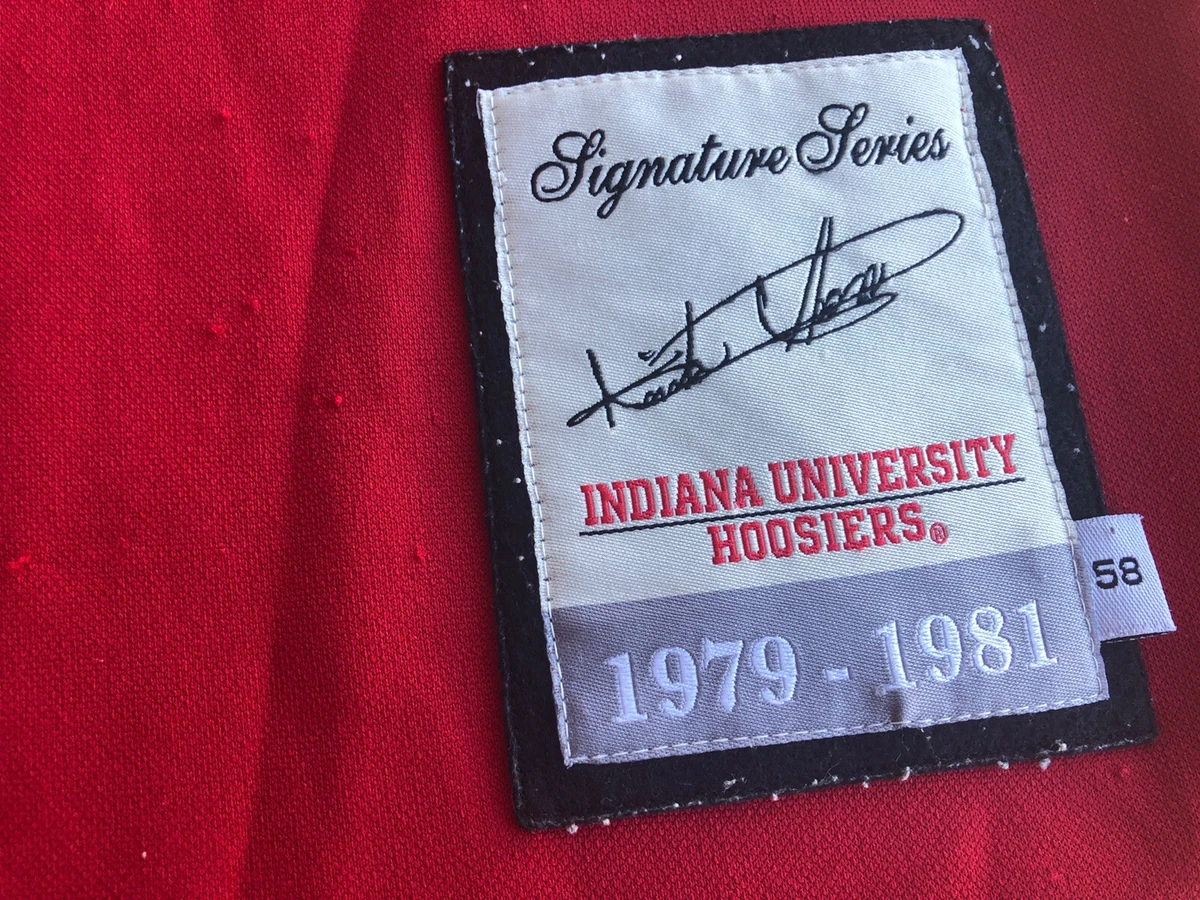 Signature Series
INDIANA UNIVERSITY
HOOSIERS®
58
1979 - 1981